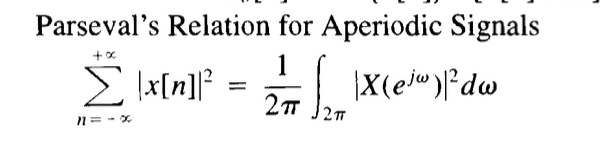 Parseval's Relation for Aperiodic Signals
+∞
∑ |x[n]|² = 1/2π ∫₂π |X(e^{jω})|² dω
n = -∞